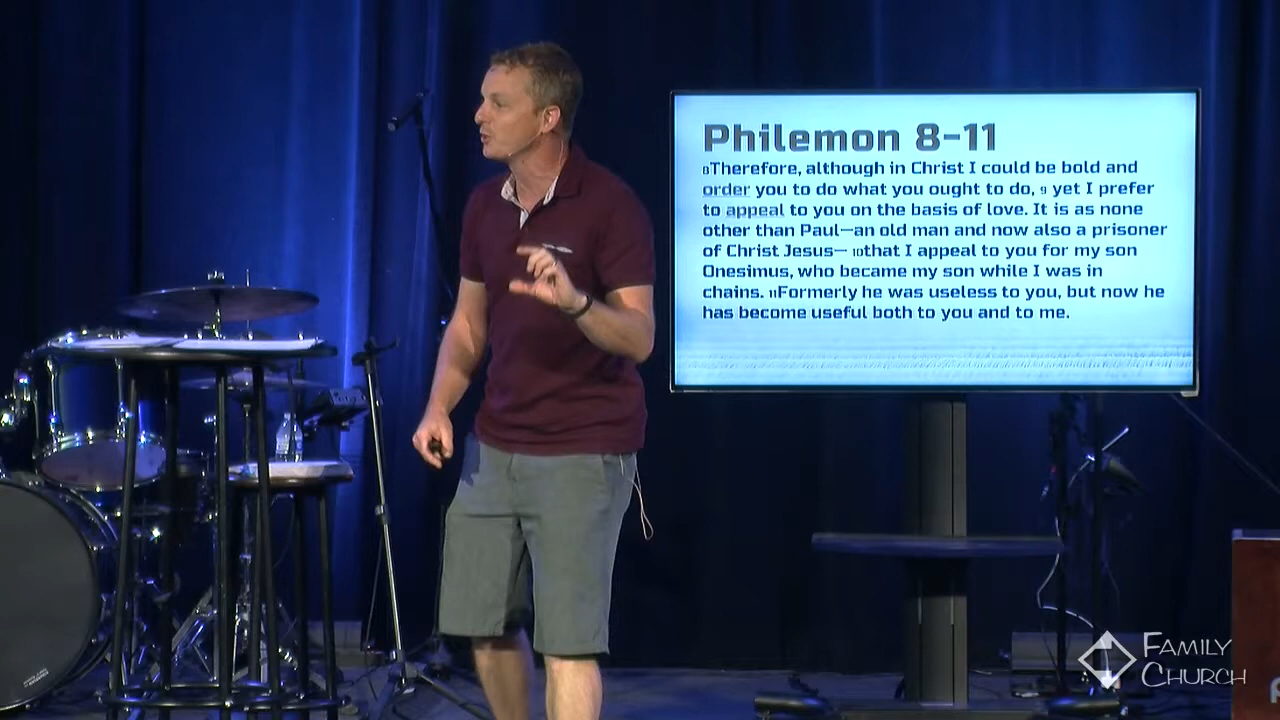 Philemon 8-11
8Therefore, although in Christ I could be bold and
order you to do what you ought to do, 9 yet I prefer
to appeal to you on the basis of love. It is as none
other than Paul—an old man and now also a prisoner
of Christ Jesus— 10that I appeal to you for my son
Onesimus, who became my son while I was in
chains. 11Formerly he was useless to you, but now he
has become useful both to you and to me.
FAMILY
CHURCH